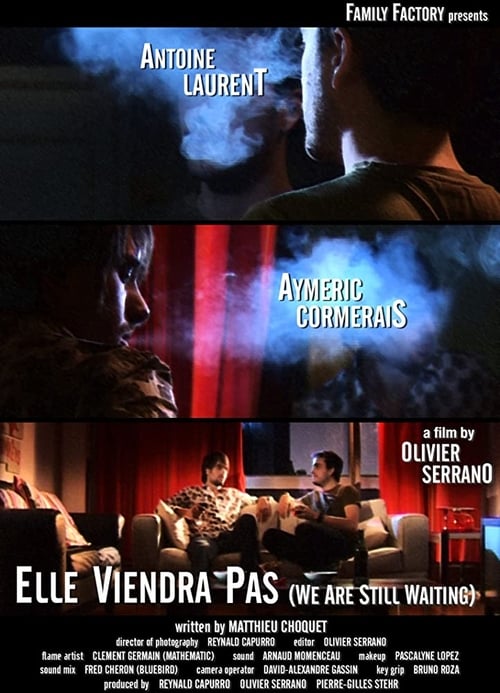 FAMILY FACTORY presents
ANTOINE
LAURENT
AYMERIC
CORMERAIS
a film by
OLIVIER
SERRANO
ELLE VIENDRA PAS (WE ARE STILL WAITING)
written by MATTHIEU CHOQUET
director of photography REYNALD CAPURRO editor OLIVIER SERRANO
flame artist CLEMENT GERMAIN (MATHEMATIC) sound ARNAUD MOMENCEAU makeup PASCALYNE LOPEZ
sound mix FRED CHERON (BLUEBIRD) camera operator DAVID-ALEXANDRE GASSIN key grip BRUNO ROZA
produced by REYNALD CAPURRO OLIVIER SERRANO PIERRE-GILLES STEHR